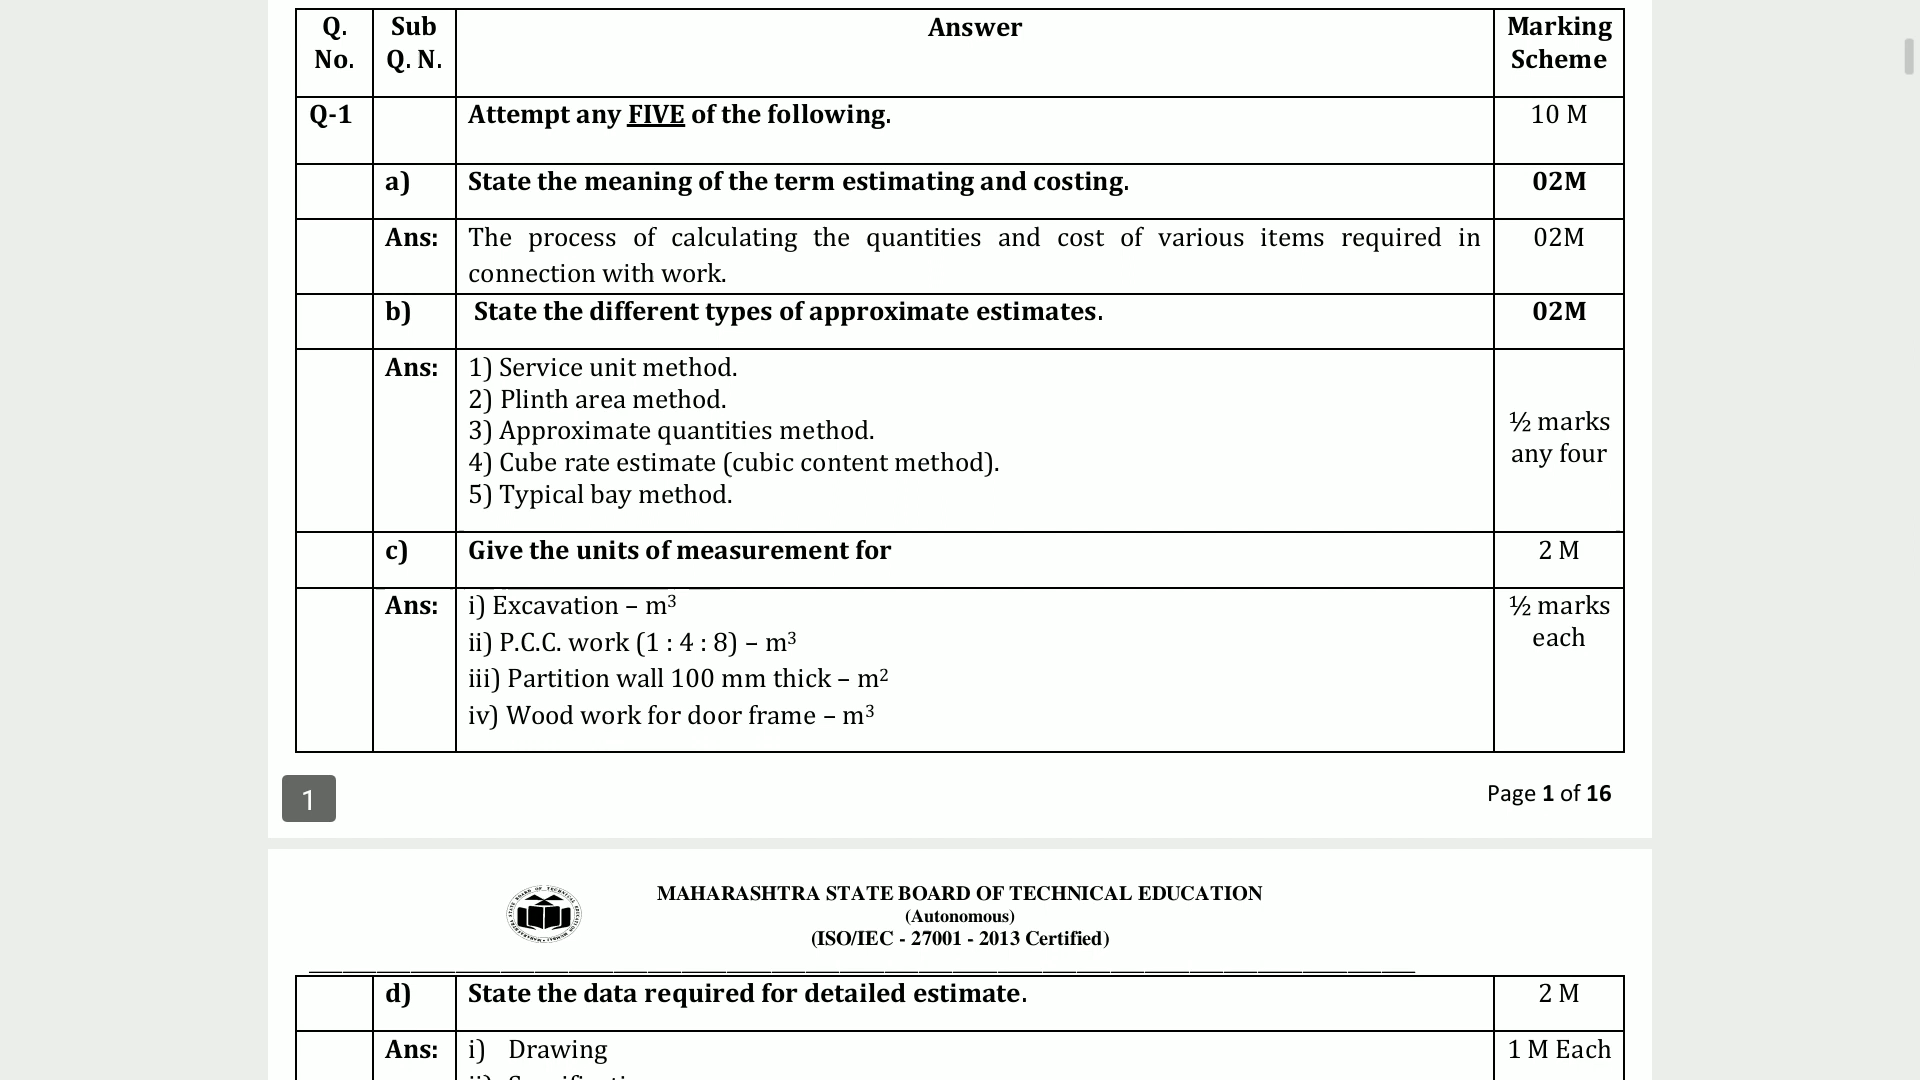 Q. No. Sub Q. N. Answer Marking Scheme
Q-1 Attempt any FIVE of the following. 10 M
a) State the meaning of the term estimating and costing. 02M
Ans: The process of calculating the quantities and cost of various items required in 02M
connection with work.
b) State the different types of approximate estimates. 02M
Ans: 1) Service unit method.
2) Plinth area method.
3) Approximate quantities method.
4) Cube rate estimate (cubic content method).
5) Typical bay method.
½ marks
any four
c) Give the units of measurement for 2 M
Ans: i) Excavation – m³ ½ marks
ii) P.C.C. work (1 : 4 : 8) – m³ each
iii) Partition wall 100 mm thick – m²
iv) Wood work for door frame – m³
1
Page 1 of 16
MAHARASHTRA STATE BOARD OF TECHNICAL EDUCATION
(Autonomous)
(ISO/IEC - 27001 - 2013 Certified)
d) State the data required for detailed estimate. 2 M
Ans: i) Drawing 1 M Each